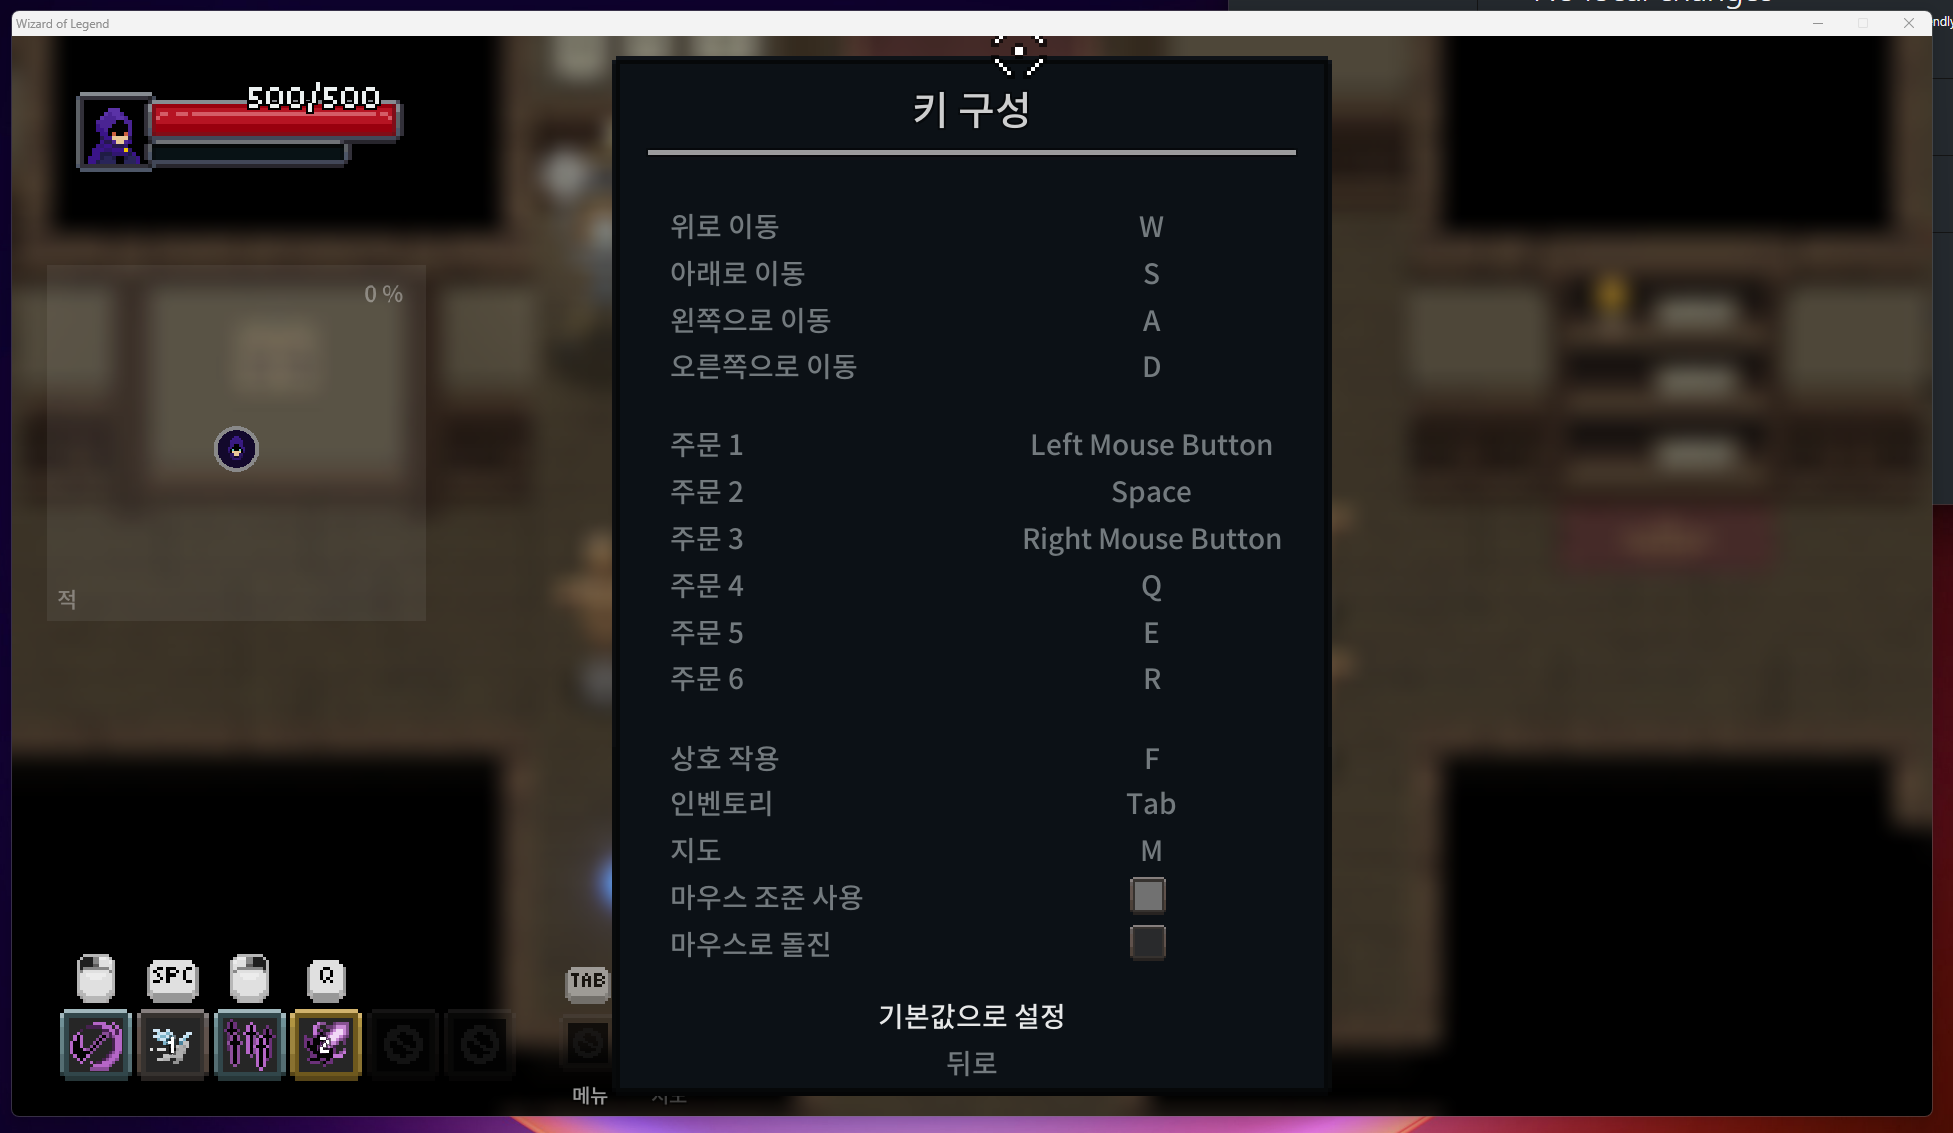 Wizard of Legend
500/500
0 %
적
키 구성
위로 이동 W
아래로 이동 S
왼쪽으로 이동 A
오른쪽으로 이동 D
주문 1 Left Mouse Button
주문 2 Space
주문 3 Right Mouse Button
주문 4 Q
주문 5 E
주문 6 R
상호 작용 F
인벤토리 Tab
지도 M
마우스 조준 사용
마우스로 돌진
기본값으로 설정
뒤로
SPC
Q
TAB
1
2
메뉴